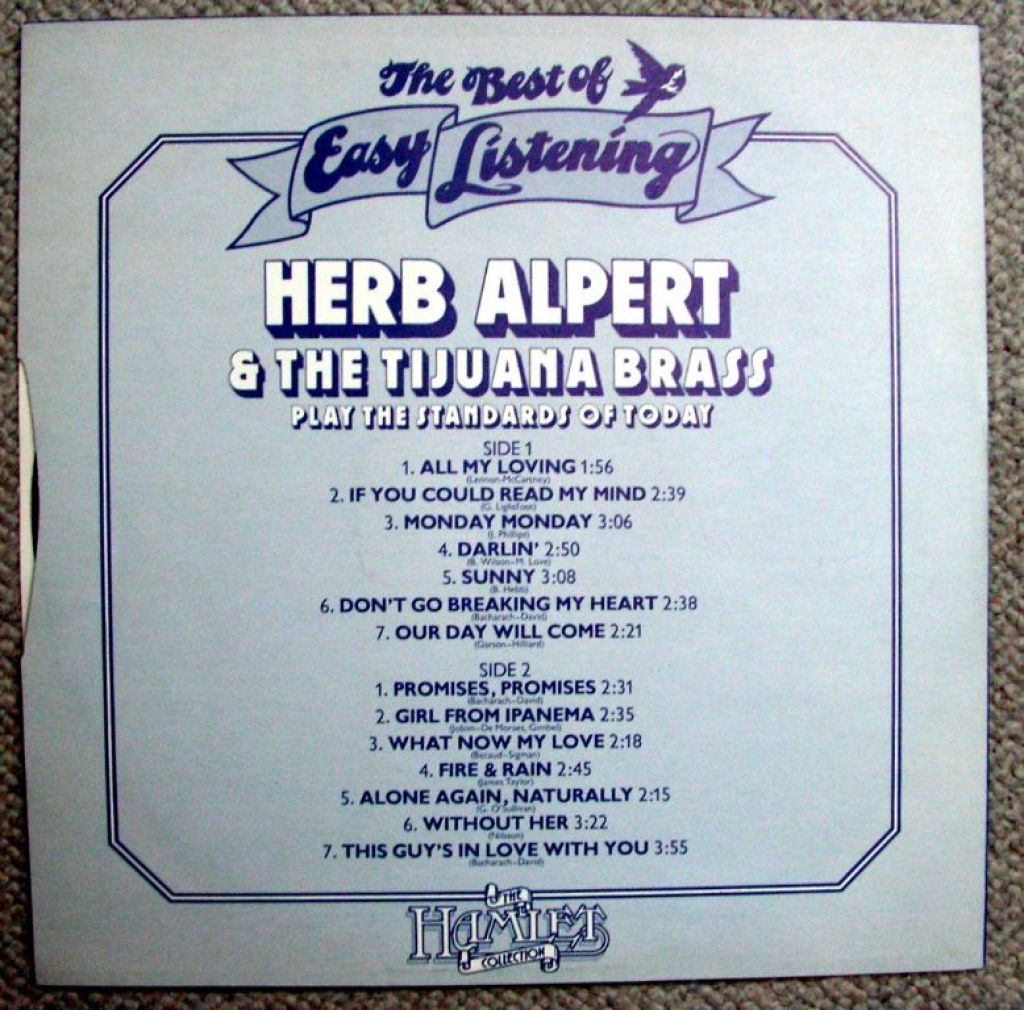 The Best of
Easy Listening
HERB ALPERT
& THE TIJUANA BRASS
PLAY THE STANDARDS OF TODAY
SIDE 1
1. ALL MY LOVING 1:56
(Lennon-McCartney)
2. IF YOU COULD READ MY MIND 2:39
(G. Lightfoot)
3. MONDAY MONDAY 3:06
(J. Phillips)
4. DARLIN' 2:50
(B. Wilson-M. Love)
5. SUNNY 3:08
(B. Hebb)
6. DON'T GO BREAKING MY HEART 2:38
(Bacharach-David)
7. OUR DAY WILL COME 2:21
(Garson-Hilliard)
SIDE 2
1. PROMISES, PROMISES 2:31
(Bacharach-David)
2. GIRL FROM IPANEMA 2:35
(Jobim-De Moraes, Gimbel)
3. WHAT NOW MY LOVE 2:18
(Becaud-Sigman)
4. FIRE & RAIN 2:45
(James Taylor)
5. ALONE AGAIN, NATURALLY 2:15
(G. O'Sullivan)
6. WITHOUT HER 3:22
(Nilsson)
7. THIS GUY'S IN LOVE WITH YOU 3:55
(Bacharach-David)
THE
HAMLET
COLLECTION